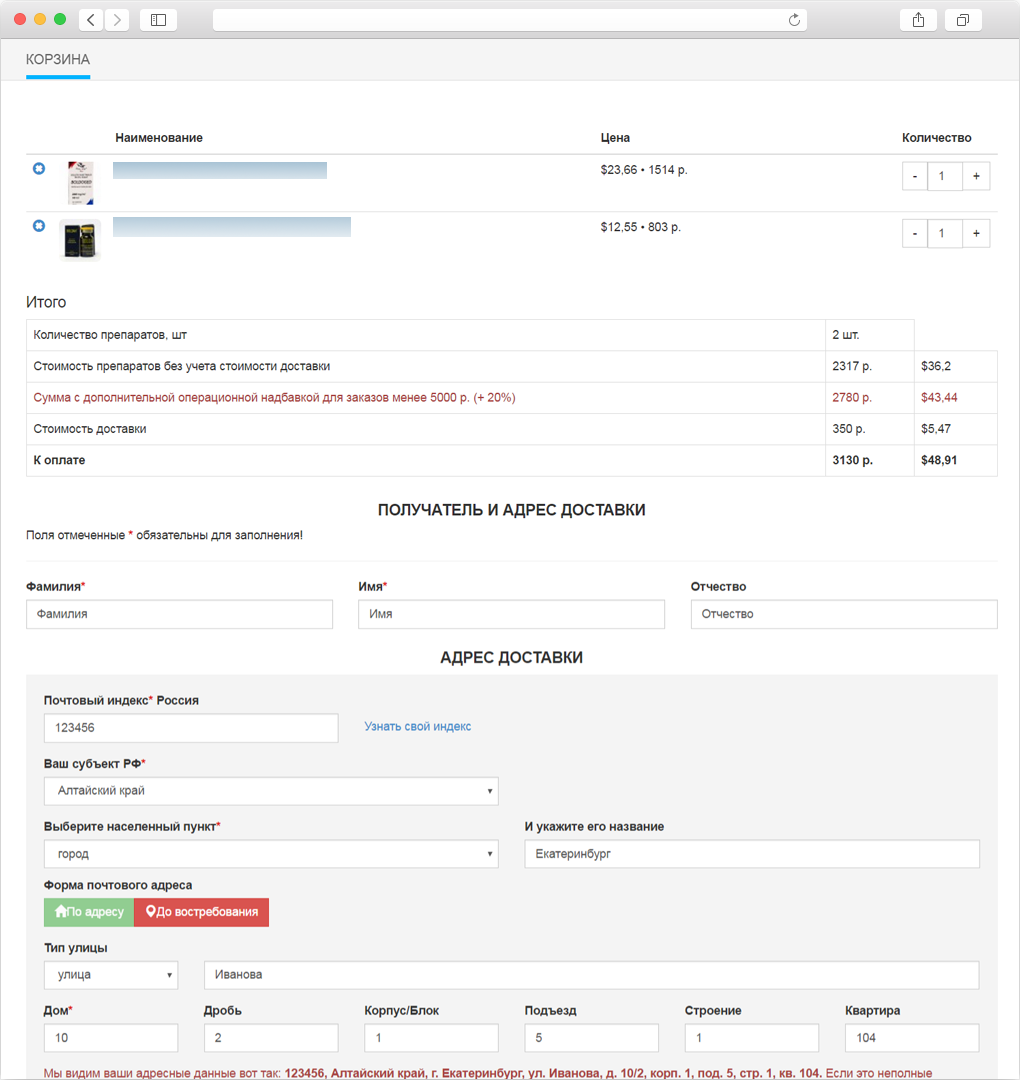 КОРЗИНА
Наименование Цена Количество
$23,66 • 1514 р. - 1 +
$12,55 • 803 р. - 1 +
Итого
Количество препаратов, шт 2 шт.
Стоимость препаратов без учета стоимости доставки 2317 р. $36,2
Сумма с дополнительной операционной надбавкой для заказов менее 5000 р. (+ 20%) 2780 р. $43,44
Стоимость доставки 350 р. $5,47
К оплате 3130 р. $48,91
ПОЛУЧАТЕЛЬ И АДРЕС ДОСТАВКИ
Поля отмеченные * обязательны для заполнения!
Фамилия* Имя* Отчество
Фамилия Имя Отчество
АДРЕС ДОСТАВКИ
Почтовый индекс* Россия
123456 Узнать свой индекс
Ваш субъект РФ*
Алтайский край
Выберите населенный пункт* И укажите его название
город Екатеринбург
Форма почтового адреса
По адресу До востребования
Тип улицы
улица Иванова
Дом* Дробь Корпус/Блок Подъезд Строение Квартира
10 2 1 5 1 104
Мы видим ваши адресные данные вот так: 123456, Алтайский край, г. Екатеринбург, ул. Иванова, д. 10/2, корп. 1, под. 5, стр. 1, кв. 104. Если это неполные